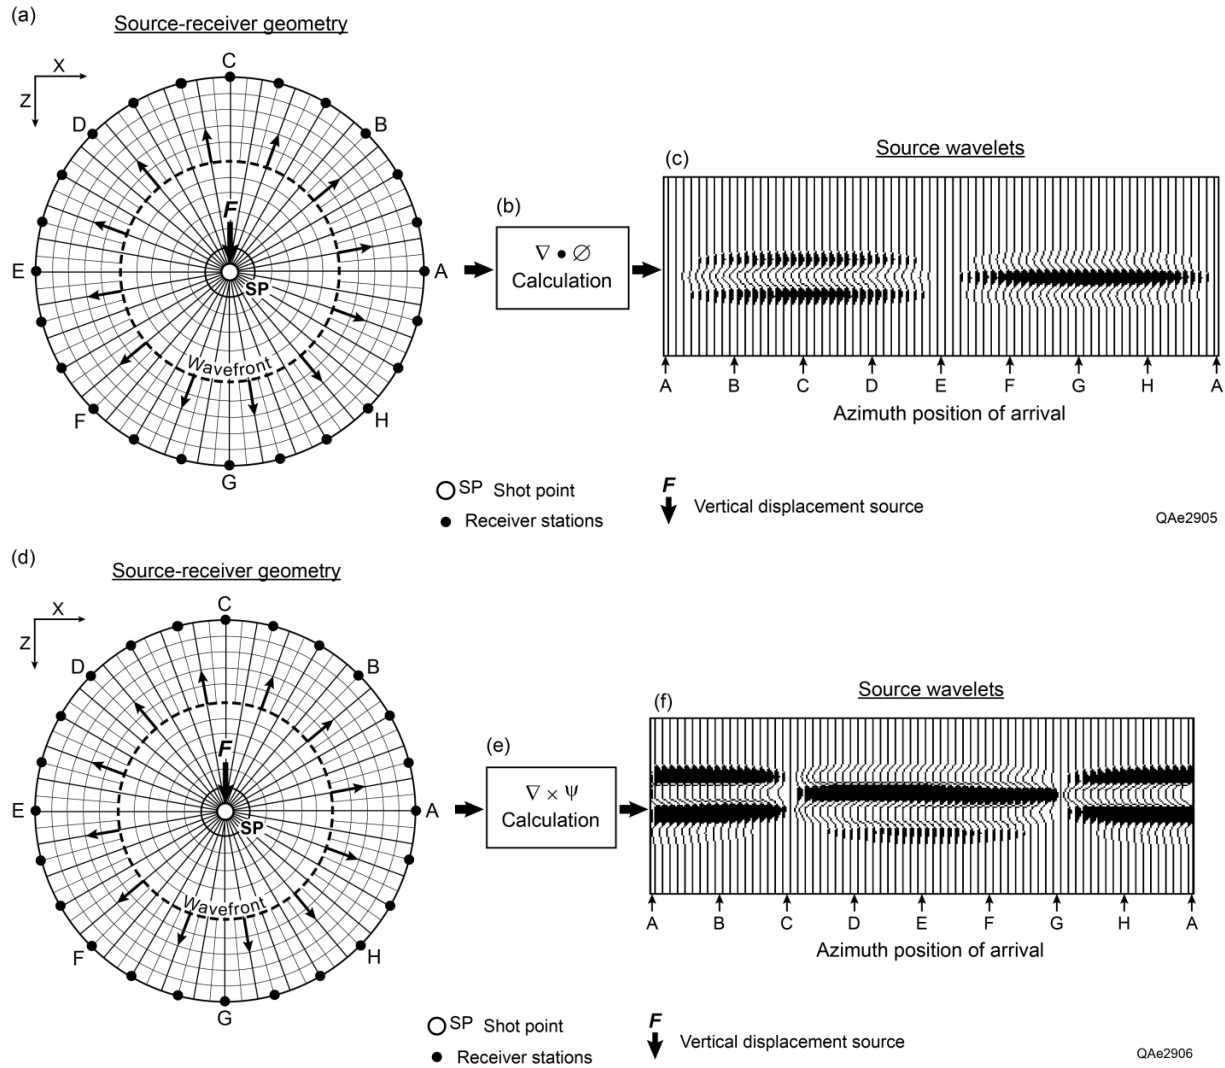 (a)
Source-receiver geometry
X
Z
C
D
B
F
E
A
SP
Wavefront
F
H
G
(b)
∇ • ∅
Calculation
(c)
Source wavelets
A B C D E F G H A
Azimuth position of arrival
SP Shot point
Receiver stations
F
Vertical displacement source
QAe2905
(d)
Source-receiver geometry
X
Z
C
D
B
F
E
A
SP
Wavefront
F
H
G
(e)
∇ × Ψ
Calculation
(f)
Source wavelets
A B C D E F G H A
Azimuth position of arrival
SP Shot point
Receiver stations
F
Vertical displacement source
QAe2906